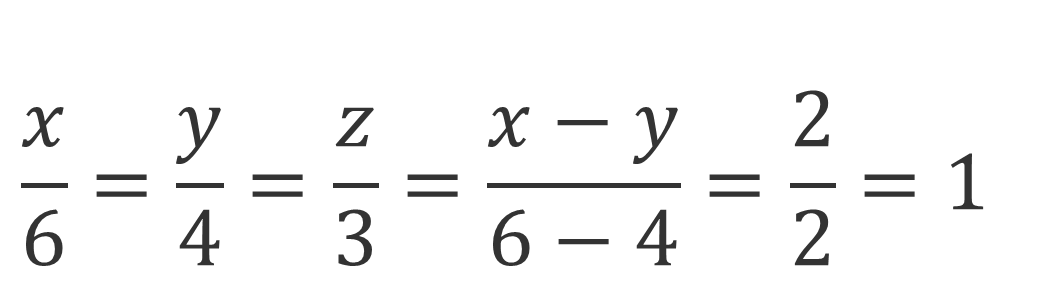 x/6 = y/4 = z/3 = (x − y)/(6 − 4) = 2/2 = 1